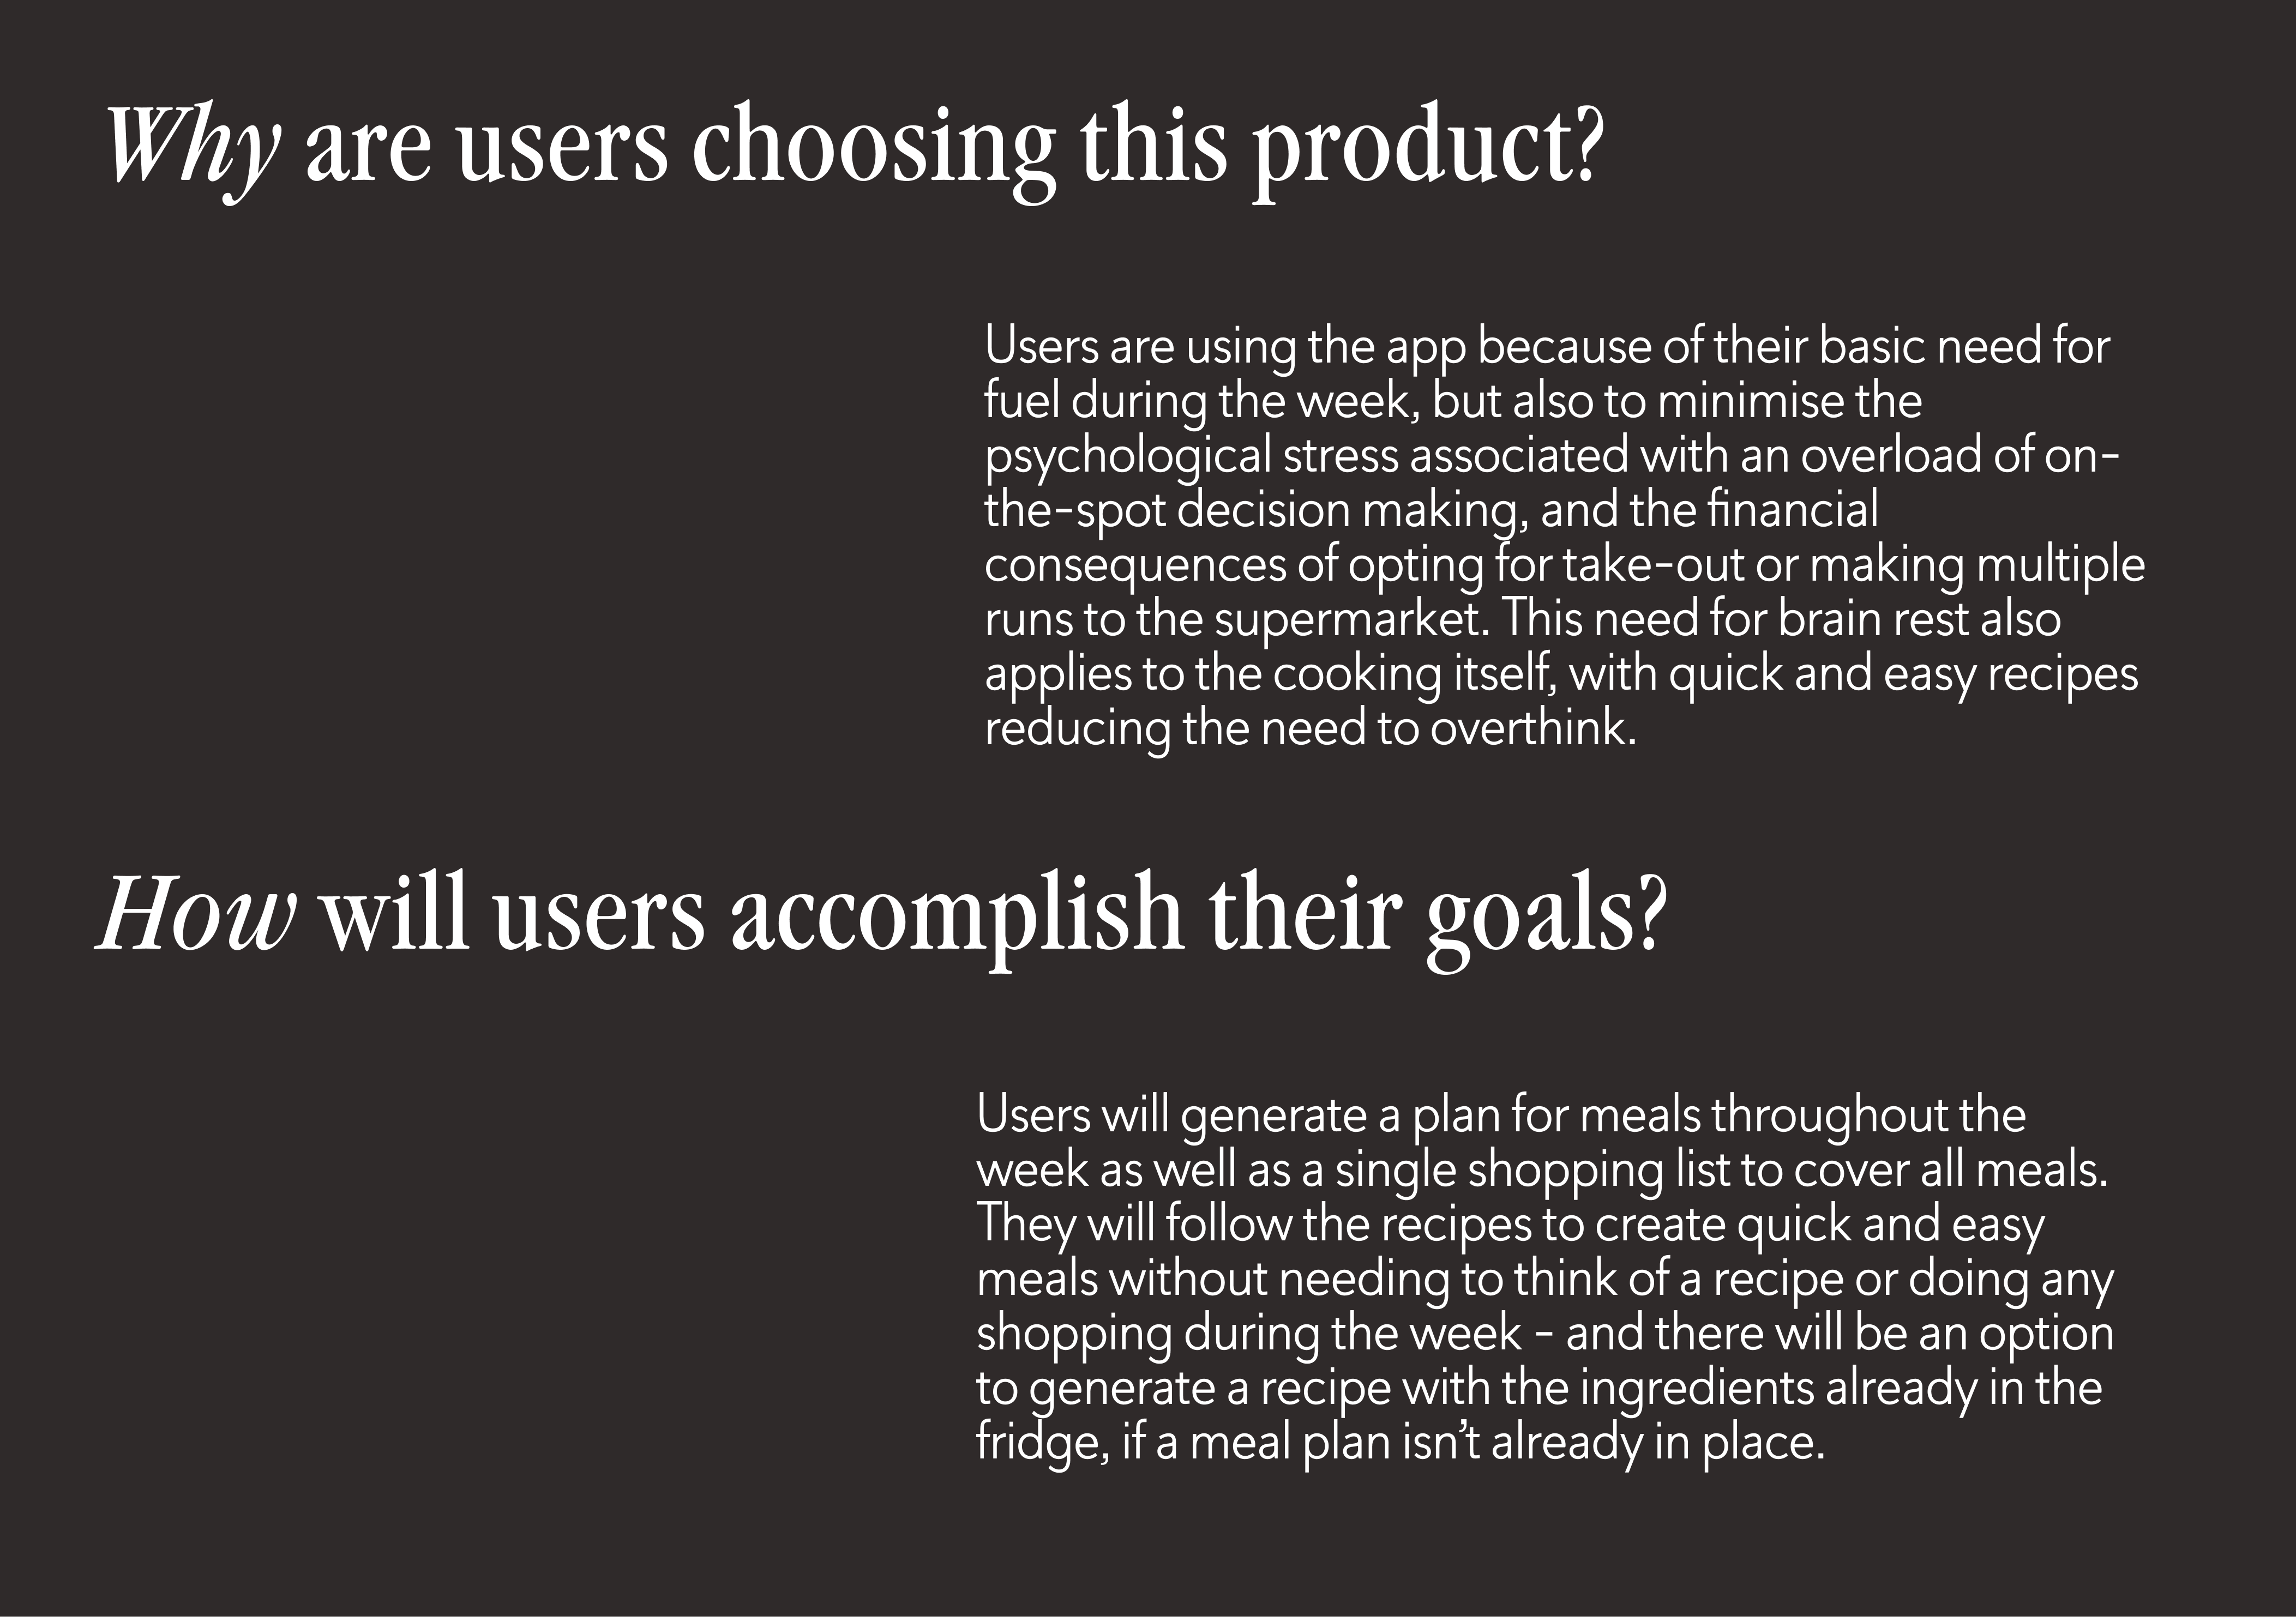 Why are users choosing this product?
Users are using the app because of their basic need for
fuel during the week, but also to minimise the
psychological stress associated with an overload of on-
the-spot decision making, and the financial
consequences of opting for take-out or making multiple
runs to the supermarket. This need for brain rest also
applies to the cooking itself, with quick and easy recipes
reducing the need to overthink.
How will users accomplish their goals?
Users will generate a plan for meals throughout the
week as well as a single shopping list to cover all meals.
They will follow the recipes to create quick and easy
meals without needing to think of a recipe or doing any
shopping during the week - and there will be an option
to generate a recipe with the ingredients already in the
fridge, if a meal plan isn’t already in place.